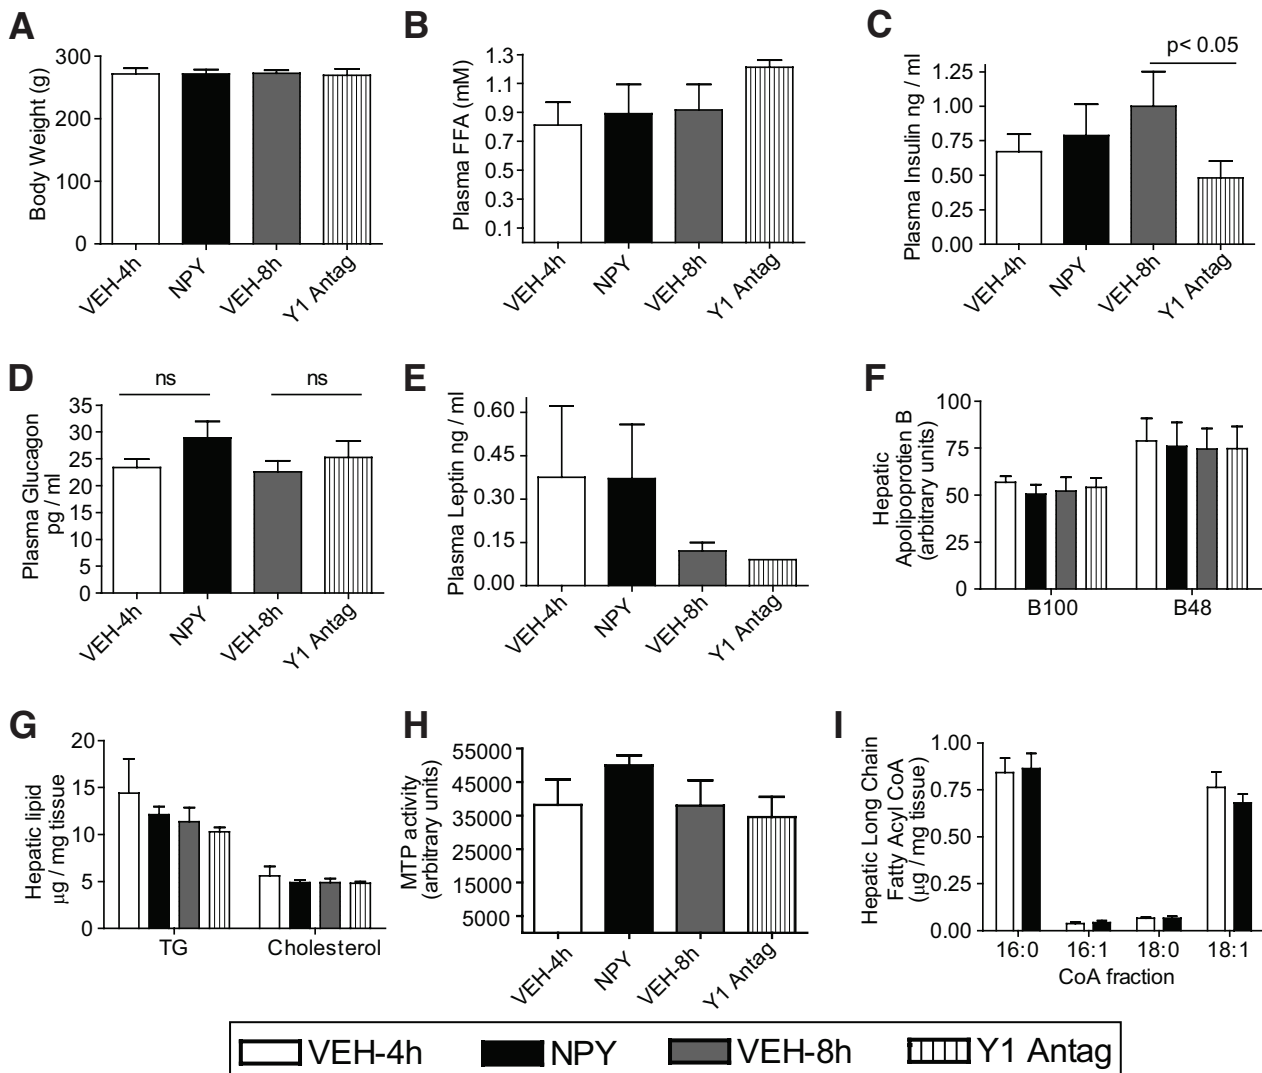 A
Body Weight (g)
300
200
100
0
VEH-4h
NPY
VEH-8h
Y1 Antag
B
Plasma FFA (mM)
1.3
1.1
0.9
0.7
0.5
0.3
0.1
VEH-4h
NPY
VEH-8h
Y1 Antag
C
p< 0.05
Plasma Insulin ng / ml
1.25
1.00
0.75
0.50
0.25
0.00
VEH-4h
NPY
VEH-8h
Y1 Antag
D
ns
ns
Plasma Glucagon
pg / ml
35
30
25
20
15
10
5
0
VEH-4h
NPY
VEH-8h
Y1 Antag
E
Plasma Leptin ng / ml
0.60
0.45
0.30
0.15
0.00
VEH-4h
NPY
VEH-8h
Y1 Antag
F
Hepatic
Apolipoprotien B
(arbitrary units)
100
75
50
25
0
B100
B48
G
Hepatic lipid
μg / mg tissue
20
15
10
5
0
TG
Cholesterol
H
MTP activity
(arbitrary units)
55000
45000
35000
25000
15000
5000
VEH-4h
NPY
VEH-8h
Y1 Antag
I
Hepatic Long Chain
Fatty Acyl CoA
(μg / mg tissue)
1.00
0.75
0.50
0.25
0.00
16:0
16:1
18:0
18:1
CoA fraction
VEH-4h
NPY
VEH-8h
Y1 Antag